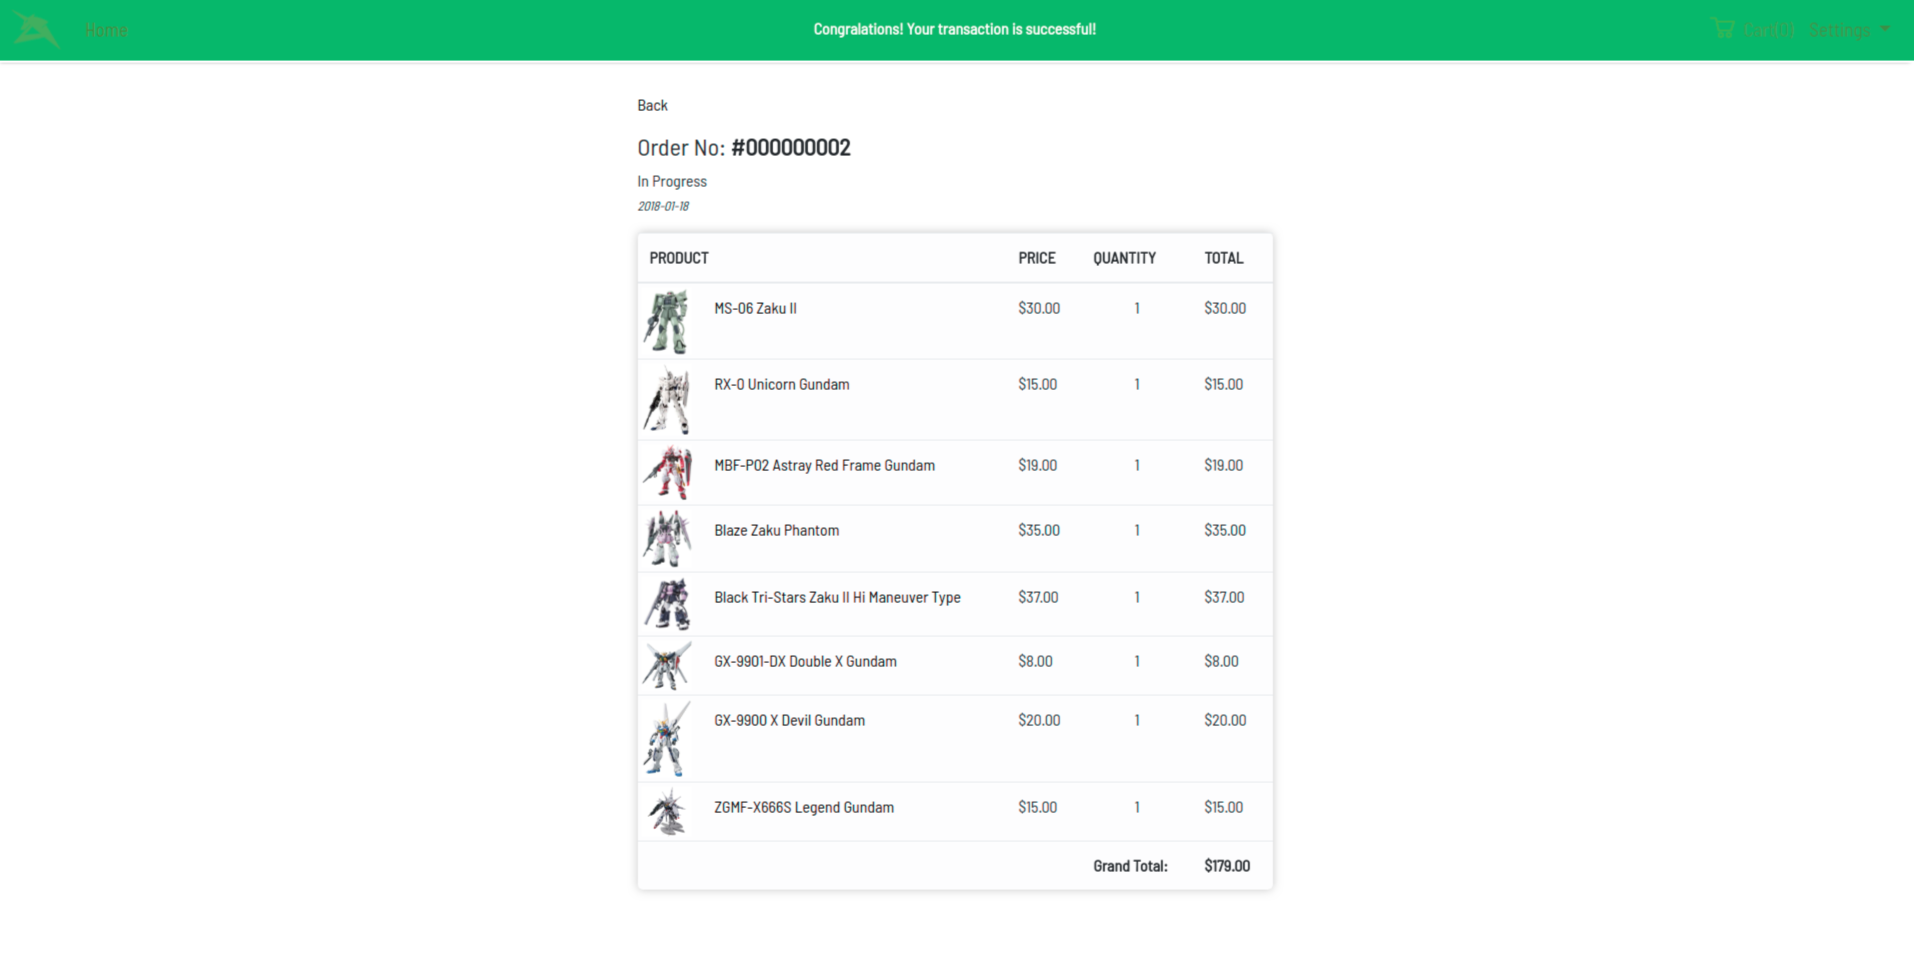 Home
Congralations! Your transaction is successful!
Settings
Back
Order No: #000000002
In Progress
2018-01-18
PRODUCT PRICE QUANTITY TOTAL
MS-06 Zaku II $30.00 1 $30.00
RX-0 Unicorn Gundam $15.00 1 $15.00
MBF-P02 Astray Red Frame Gundam $19.00 1 $19.00
Blaze Zaku Phantom $35.00 1 $35.00
Black Tri-Stars Zaku II Hi Maneuver Type $37.00 1 $37.00
GX-9901-DX Double X Gundam $8.00 1 $8.00
GX-9900 X Devil Gundam $20.00 1 $20.00
ZGMF-X666S Legend Gundam $15.00 1 $15.00
Grand Total: $179.00